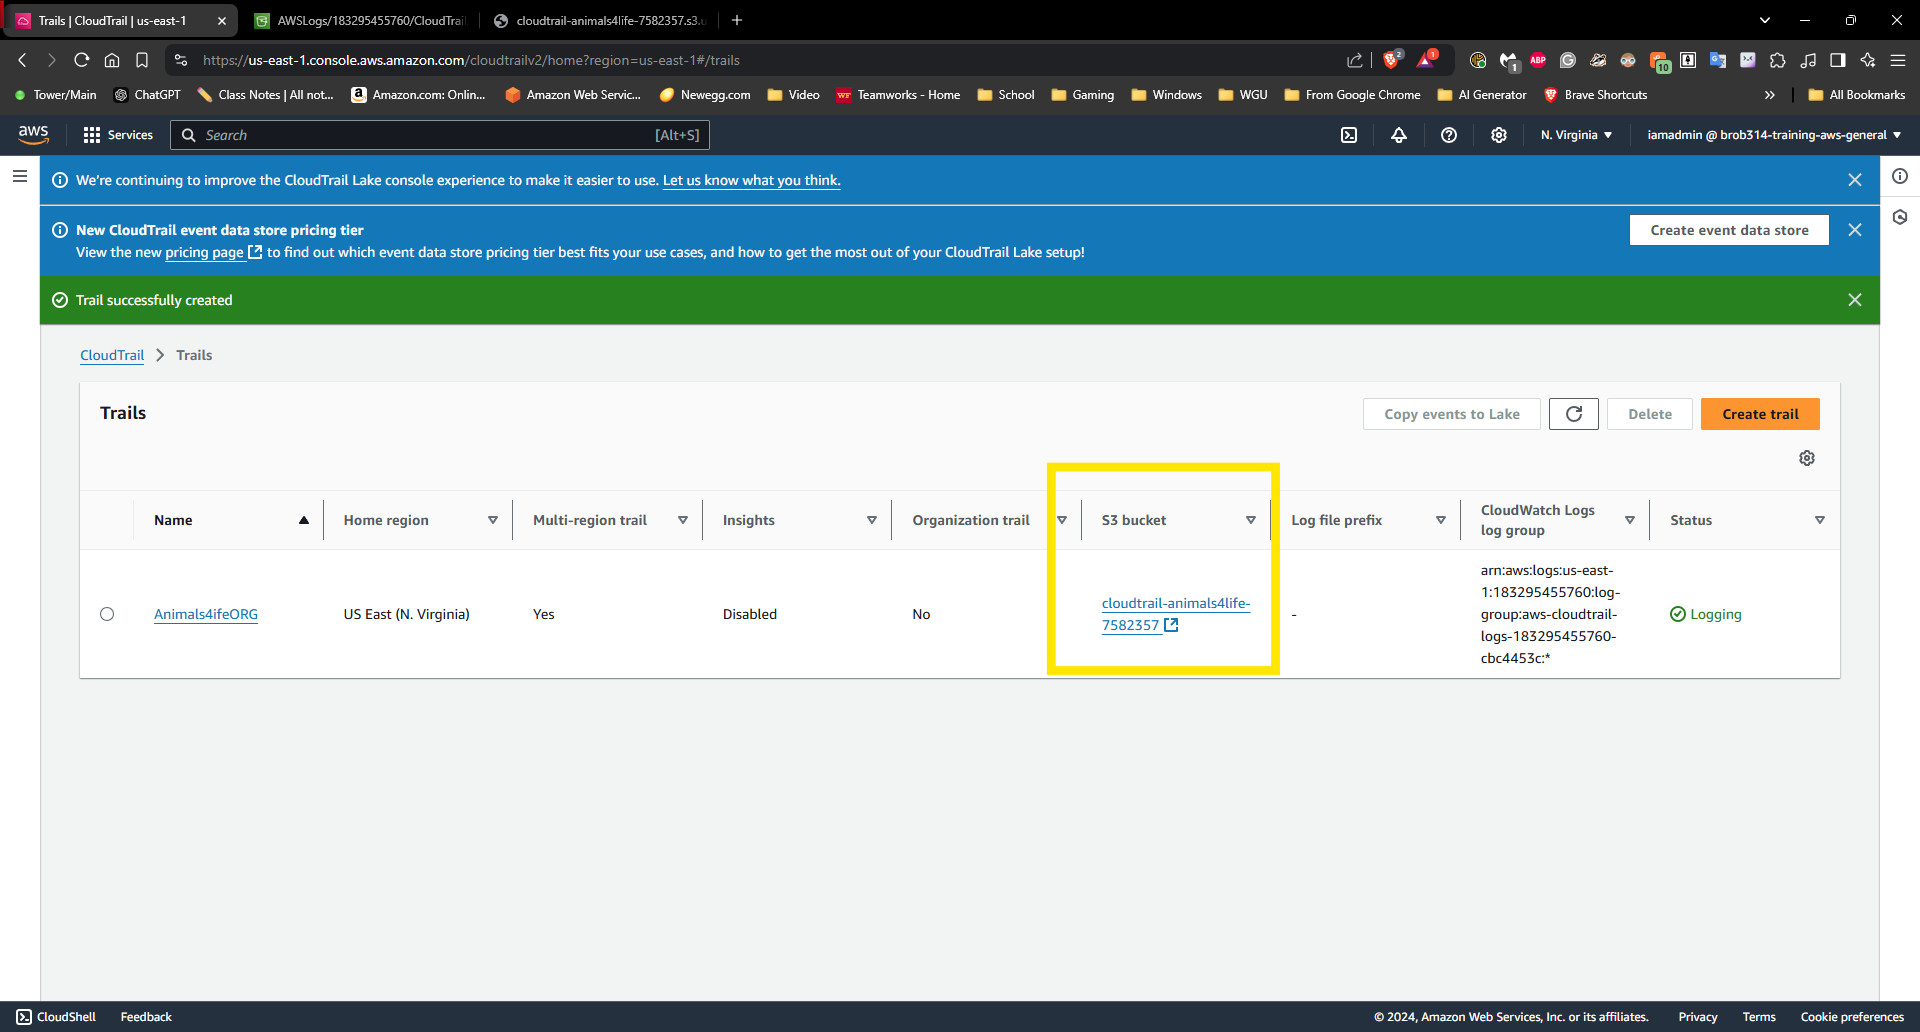 Trails | CloudTrail | us-east-1
AWSLogs/183295455760/CloudTrail
cloudtrail-animals4life-7582357.s3.u
https://us-east-1.console.aws.amazon.com/cloudtrailv2/home?region=us-east-1#/trails
2
1
1
ABP
10
Tower/Main
ChatGPT
Class Notes | All not...
Amazon.com: Onlin...
Amazon Web Servic...
Newegg.com
Video
WF
Teamworks - Home
School
Gaming
Windows
WGU
From Google Chrome
AI Generator
Brave Shortcuts
All Bookmarks
aws
Services
Search
[Alt+S]
N. Virginia
iamadmin @ brob314-training-aws-general
We're continuing to improve the CloudTrail Lake console experience to make it easier to use. Let us know what you think.
New CloudTrail event data store pricing tier
View the new pricing page to find out which event data store pricing tier best fits your use cases, and how to get the most out of your CloudTrail Lake setup!
Create event data store
Trail successfully created
CloudTrail
Trails
Trails
Copy events to Lake
Delete
Create trail
Name
Home region
Multi-region trail
Insights
Organization trail
S3 bucket
Log file prefix
CloudWatch Logs
log group
Status
Animals4ifeORG
US East (N. Virginia)
Yes
Disabled
No
cloudtrail-animals4life-
7582357
-
arn:aws:logs:us-east-
1:183295455760:log-
group:aws-cloudtrail-
logs-183295455760-
cbc4453c:*
Logging
CloudShell
Feedback
© 2024, Amazon Web Services, Inc. or its affiliates.
Privacy
Terms
Cookie preferences